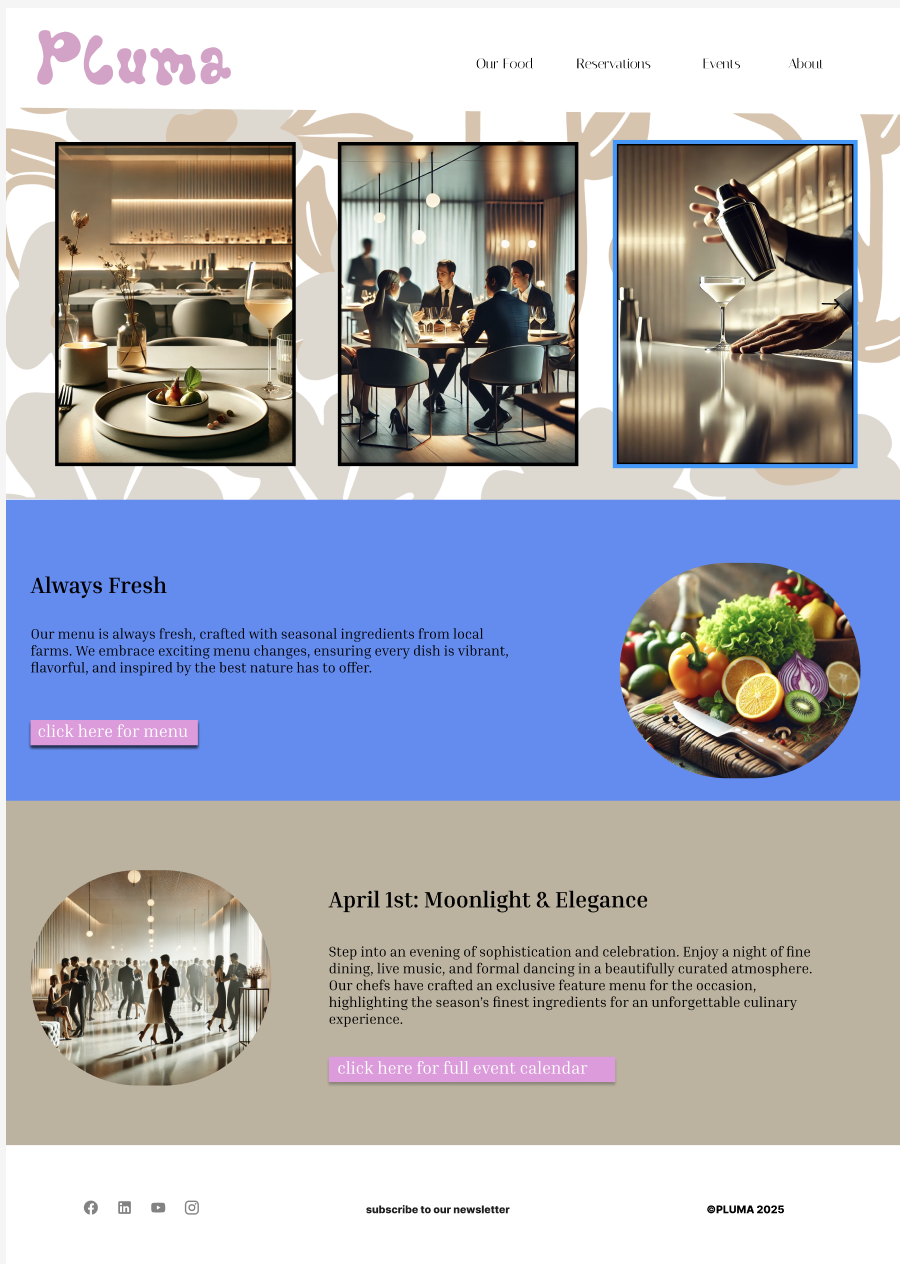 Pluma
Our Food Reservations Events About
Always Fresh
Our menu is always fresh, crafted with seasonal ingredients from local
farms. We embrace exciting menu changes, ensuring every dish is vibrant,
flavorful, and inspired by the best nature has to offer.
click here for menu
April 1st: Moonlight & Elegance
Step into an evening of sophistication and celebration. Enjoy a night of fine
dining, live music, and formal dancing in a beautifully curated atmosphere.
Our chefs have crafted an exclusive feature menu for the occasion,
highlighting the season's finest ingredients for an unforgettable culinary
experience.
click here for full event calendar
subscribe to our newsletter
©PLUMA 2025